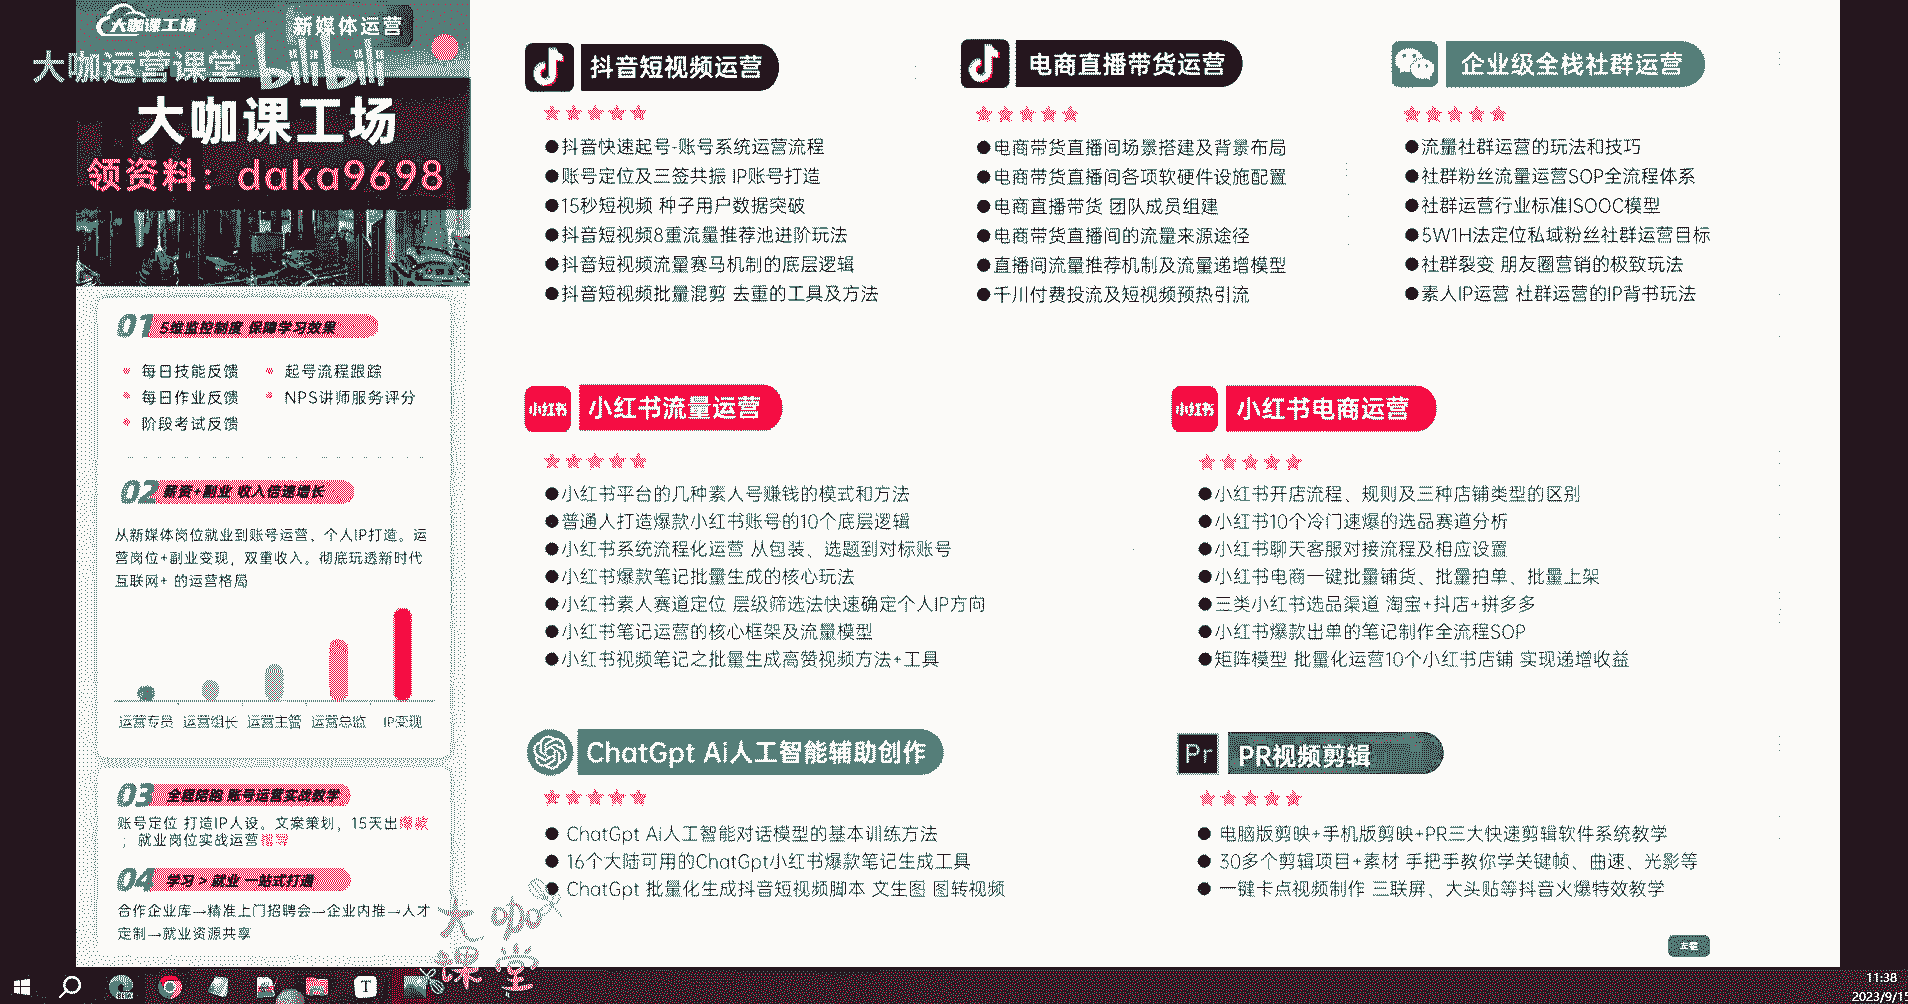 大咖课工场
新媒体运营
大咖运营课堂 bilibili
大咖课工场
领资料：daka9698
01 5维监控制度 保障学习效果
每日技能反馈
起号流程跟踪
每日作业反馈
NPS讲师服务评分
阶段考试反馈
02 薪资+副业 收入倍速增长
从新媒体岗位就业到账号运营、个人IP打造。运
营岗位+副业变现，双重收入。彻底玩透新时代
互联网+ 的运营格局
运营专员 运营组长 运营主管 运营总监 IP变现
03 全程陪跑 账号运营实战教学
账号定位 打造IP人设。文案策划，15天出爆款
，就业岗位实战运营指导
04 学习 > 就业 一站式打通
合作企业库→精准上门招聘会→企业内推→人才
定制→就业资源共享
抖音短视频运营
●抖音快速起号-账号系统运营流程
●账号定位及三签共振 IP账号打造
●15秒短视频 种子用户数据突破
●抖音短视频8重流量推荐池进阶玩法
●抖音短视频流量赛马机制的底层逻辑
●抖音短视频批量混剪 去重的工具及方法
电商直播带货运营
●电商带货直播间场景搭建及背景布局
●电商带货直播间各项软硬件设施配置
●电商直播带货 团队成员组建
●电商带货直播间的流量来源途径
●直播间流量推荐机制及流量递增模型
●千川付费投流及短视频预热引流
企业级全栈社群运营
●流量社群运营的玩法和技巧
●社群粉丝流量运营SOP全流程体系
●社群运营行业标准ISOOC模型
●5W1H法定位私域粉丝社群运营目标
●社群裂变 朋友圈营销的极致玩法
●素人IP运营 社群运营的IP背书玩法
小红书 小红书流量运营
●小红书平台的几种素人号赚钱的模式和方法
●普通人打造爆款小红书账号的10个底层逻辑
●小红书系统流程化运营 从包装、选题到对标账号
●小红书爆款笔记批量生成的核心玩法
●小红书素人赛道定位 层级筛选法快速确定个人IP方向
●小红书笔记运营的核心框架及流量模型
●小红书视频笔记之批量生成高赞视频方法+工具
小红书 小红书电商运营
●小红书开店流程、规则及三种店铺类型的区别
●小红书10个冷门速爆的选品赛道分析
●小红书聊天客服对接流程及相应设置
●小红书电商一键批量铺货、批量拍单、批量上架
●三类小红书选品渠道 淘宝+抖店+拼多多
●小红书爆款出单的笔记制作全流程SOP
●矩阵模型 批量化运营10个小红书店铺 实现递增收益
ChatGpt Ai人工智能辅助创作
● ChatGpt Ai人工智能对话模型的基本训练方法
● 16个大陆可用的ChatGpt小红书爆款笔记生成工具
● ChatGpt 批量化生成抖音短视频脚本 文生图 图转视频
Pr PR视频剪辑
● 电脑版剪映+手机版剪映+PR三大快速剪辑软件系统教学
● 30多个剪辑项目+素材 手把手教你学关键帧、曲速、光影等
● 一键卡点视频制作 三联屏、大头贴等抖音火爆特效教学
大咖
课堂
T
11:38
2023/9/15